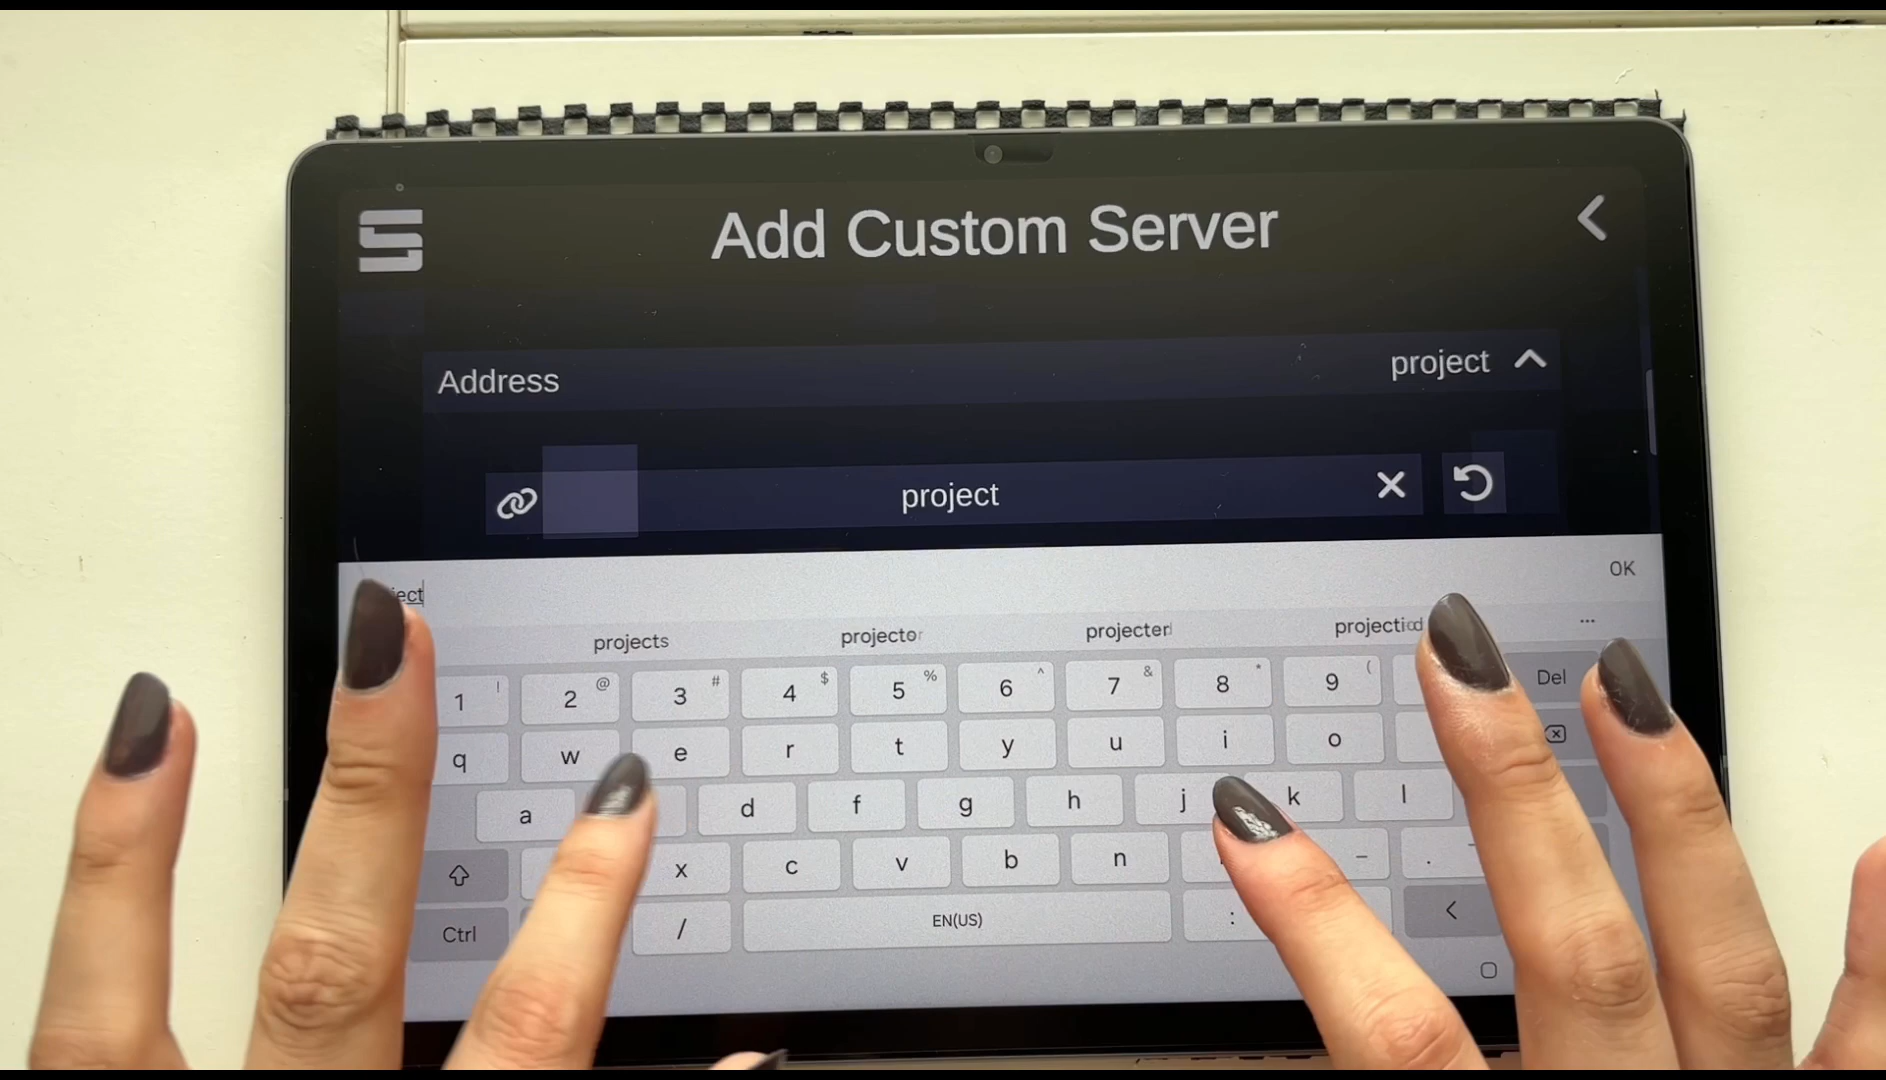 Add Custom Server
Address project
project
ject
OK
projects projector projecter ...
1 ! 2 @ 3 # 4 $ 5 % 6 ^ 7 & 8 * 9 ( Del
q w e r t y u i o
a d f g h j k l
x c v b n .
Ctrl / EN(US) : <